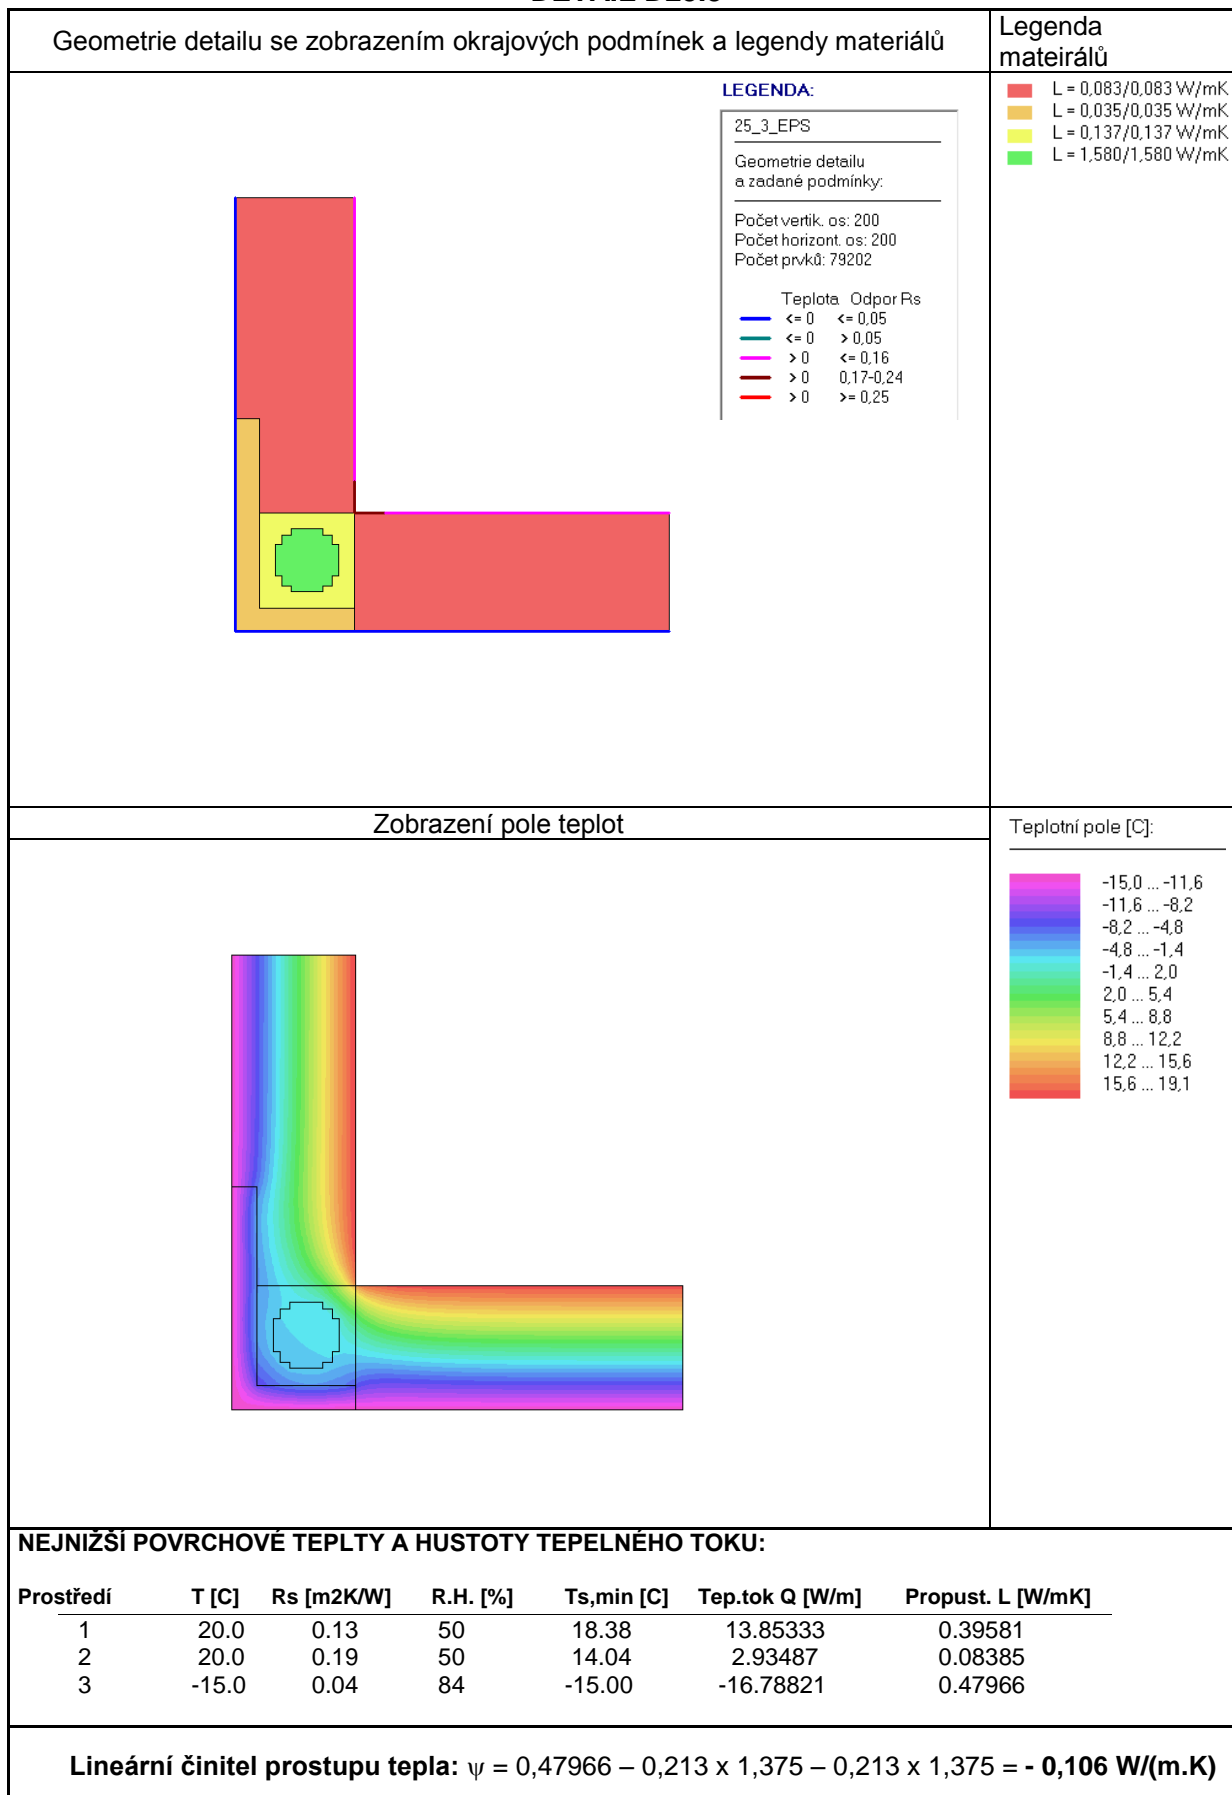 Geometrie detailu se zobrazením okrajových podmínek a legendy materiálů
Legenda
mateirálů
LEGENDA:
25_3_EPS
Geometrie detailu
a zadané podmínky:
Počet vertik. os: 200
Počet horizont. os: 200
Počet prvků: 79202
Teplota Odpor Rs
<= 0 <= 0,05
<= 0 > 0,05
> 0 <= 0,16
> 0 0,17-0,24
> 0 >= 0,25
L = 0,083/0,083 W/mK
L = 0,035/0,035 W/mK
L = 0,137/0,137 W/mK
L = 1,580/1,580 W/mK
Zobrazení pole teplot
Teplotní pole [C]:
-15,0 ... -11,6
-11,6 ... -8,2
-8,2 ... -4,8
-4,8 ... -1,4
-1,4 ... 2,0
2,0 ... 5,4
5,4 ... 8,8
8,8 ... 12,2
12,2 ... 15,6
15,6 ... 19,1
NEJNIŽŠÍ POVRCHOVÉ TEPLTY A HUSTOTY TEPELNÉHO TOKU:
Prostředí T [C] Rs [m2K/W] R.H. [%] Ts,min [C] Tep.tok Q [W/m] Propust. L [W/mK]
1 20.0 0.13 50 18.38 13.85333 0.39581
2 20.0 0.19 50 14.04 2.93487 0.08385
3 -15.0 0.04 84 -15.00 -16.78821 0.47966
Lineární činitel prostupu tepla: ψ = 0,47966 – 0,213 x 1,375 – 0,213 x 1,375 = - 0,106 W/(m.K)